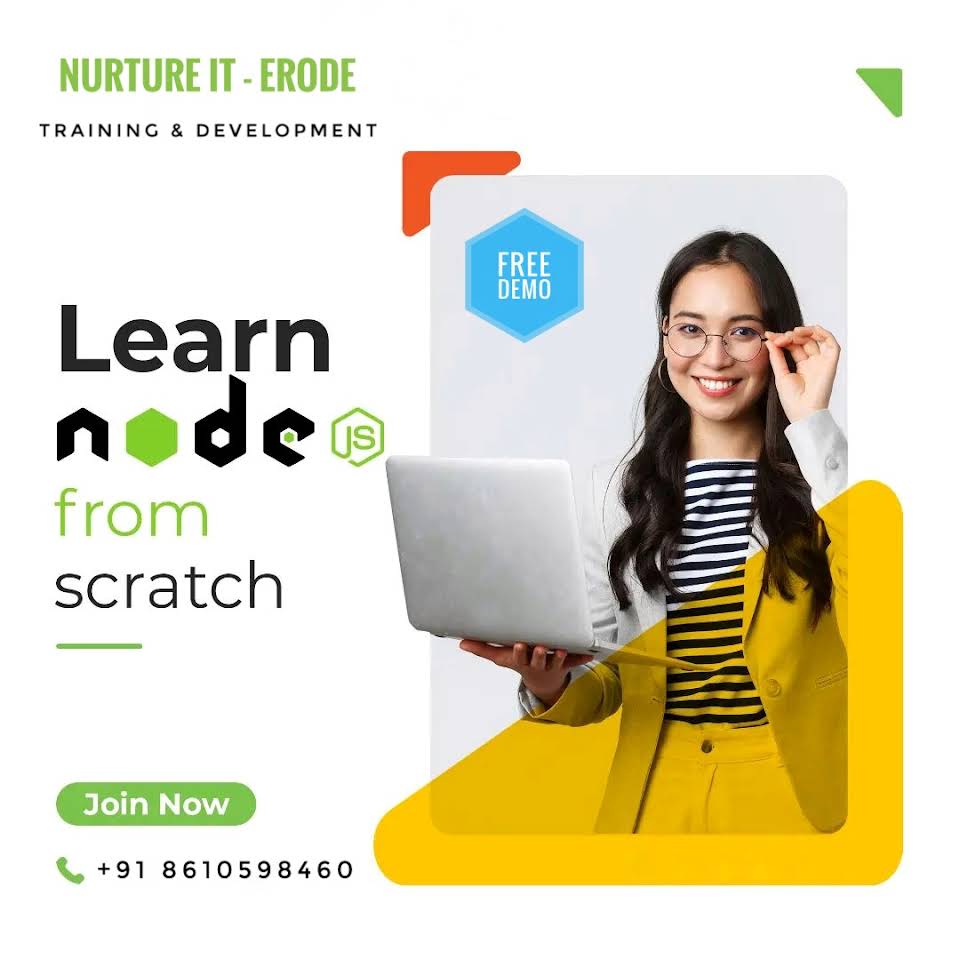 NURTURE IT - ERODE
TRAINING & DEVELOPMENT
FREE
DEMO
Learn
node JS
from
scratch
Join Now
+91 8610598460